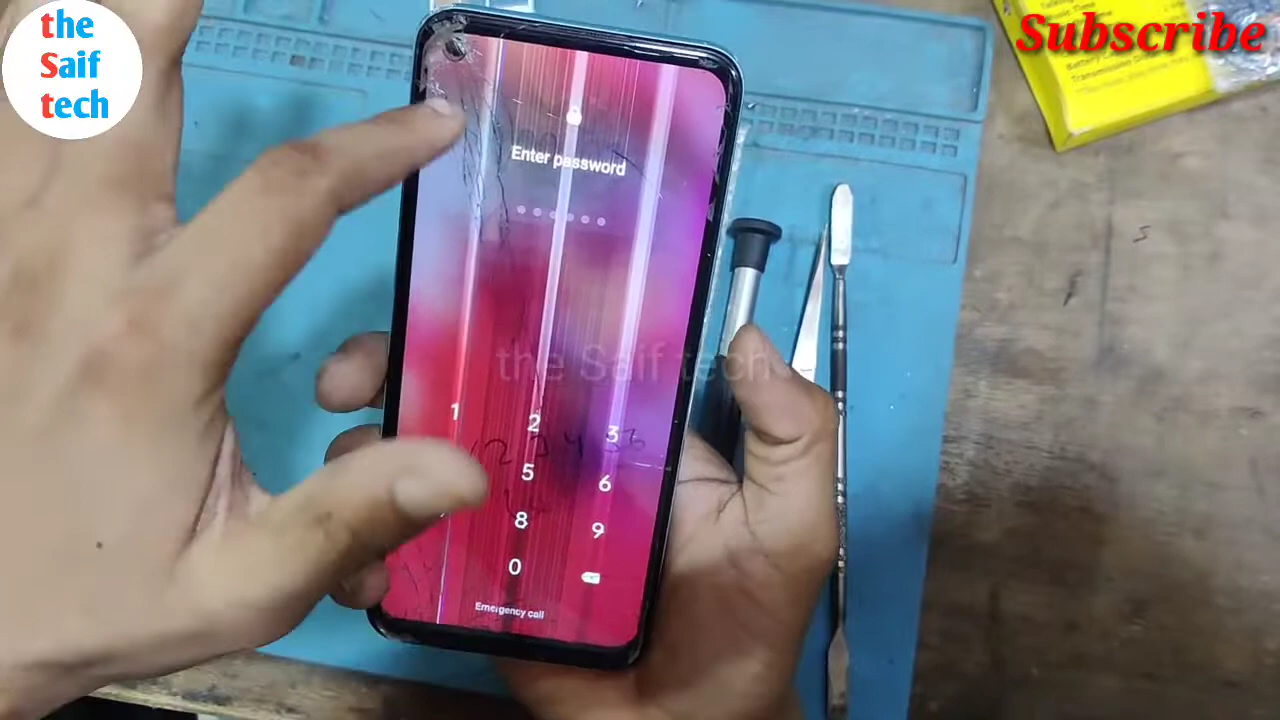 the
Saif
tech
Subscribe
Enter password
the Saif tech
1
2
3
5
6
8
9
0
Emergency call